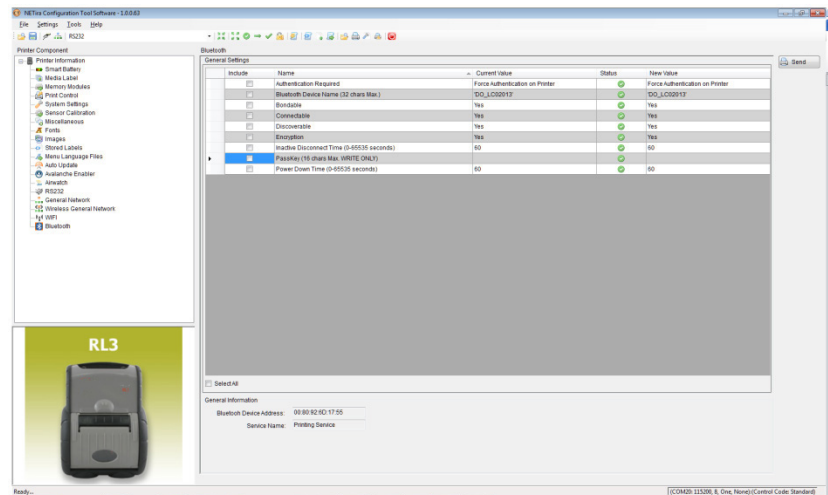 NETira Configuration Tool Software - 1.0.0.63
File Settings Tools Help
RS232
Printer Component
Printer Information
Smart Battery
Media Label
Memory Modules
Print Control
System Settings
Sensor Calibration
Miscellaneous
Fonts
Images
Stored Labels
Menu Language Files
Auto Update
Avalanche Enabler
Airwatch
RS232
General Network
Wireless General Network
WIFI
Bluetooth
RL3
Bluetooth
General Settings
Include Name Current Value Status New Value
Authentication Required Force Authentication on Printer Force Authentication on Printer
Bluetooth Device Name (32 chars Max.) 'DO_LC02013' 'DO_LC02013'
Bondable Yes Yes
Connectable Yes Yes
Discoverable Yes Yes
Encryption Yes Yes
Inactive Disconnect Time (0-65535 seconds) 60 60
PassKey (16 chars Max. WRITE ONLY)
Power Down Time (0-65535 seconds) 60 60
Send
Select All
General Information
Bluetooh Device Address: 00:80:92:6D:17:55
Service Name: Printing Service
Ready...
(COM29: 115200, 8, One, None) (Control Code: Standard)